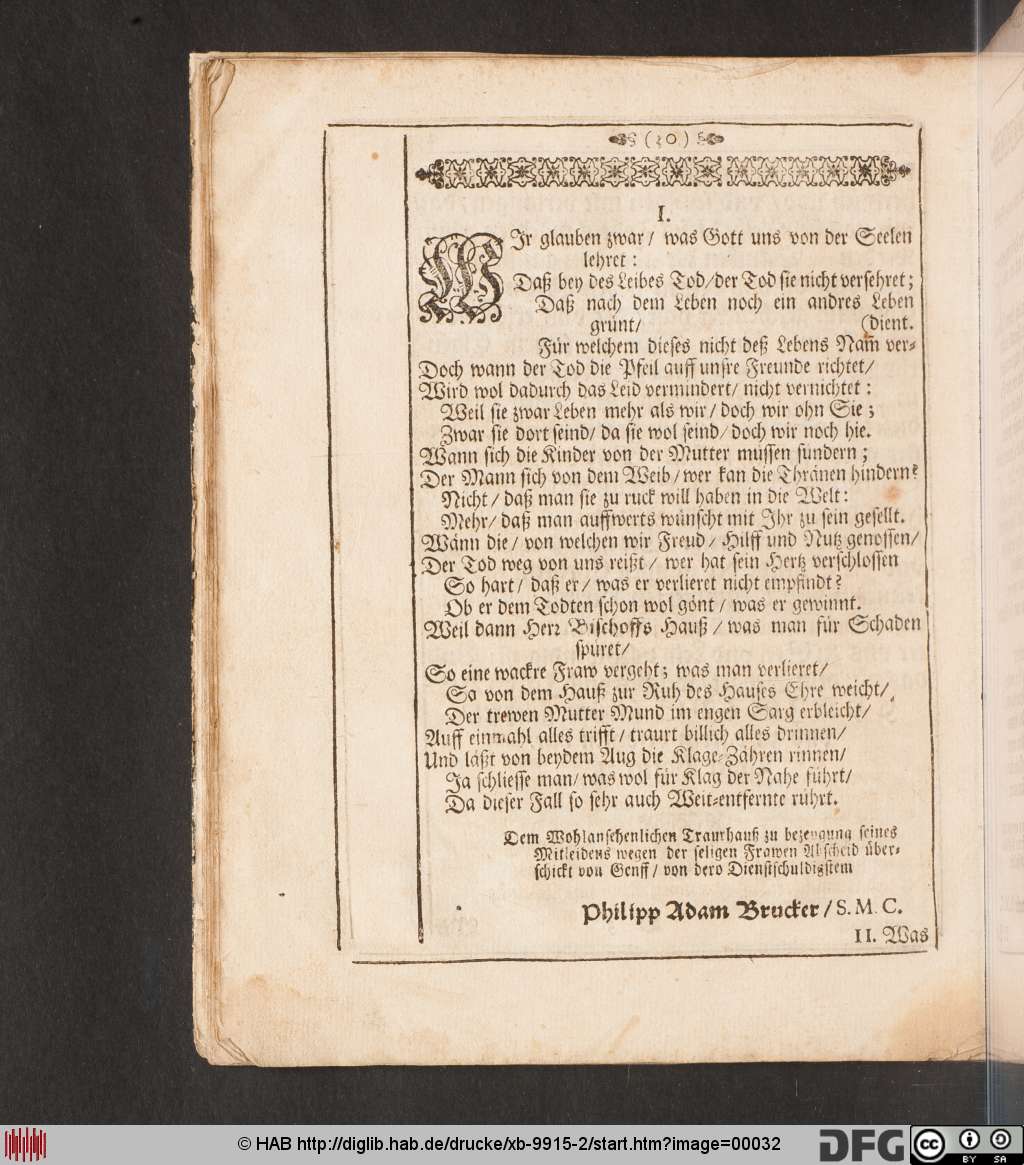 (30)
I.
WIr glauben zwar / was Gott uns von der Seelen
lehret :
Daß bey des Leibes Tod/der Tod sie nicht versehret;
Daß nach dem Leben noch ein andres Leben
grünt/ (dient.
Für welchem dieses nicht deß Lebens Nam ver-
Doch wann der Tod die Pfeil auff unsre Freunde richtet/
Wird wol dadurch das Leid vermindert/ nicht vernichtet :
Weil sie zwar Leben mehr als wir / doch wir ohn Sie ;
Zwar sie dort seind/ da sie wol seind/ doch wir noch hie.
Wann sich die Kinder von der Mutter müssen sündern ;
Der Mann sich von dem Weib / wer kan die Thränen hindern?
Nicht / daß man sie zu ruck will haben in die Welt:
Mehr/ daß man auffwerts wünscht mit Ihr zu sein gesellt.
Wann die / von welchen wir Freud / Hilff und Nutz genossen/
Der Tod weg von uns reißt / wer hat sein Hertz verschlossen
So hart / daß er / was er verlieret nicht empfindt?
Ob er dem Todten schon wol gönt / was er gewinnt.
Weil dann Herz Bischoffs Hauß / was man für Schaden
spüret/
So eine wackre Fraw vergeht; was man verlieret/
Sa von dem Hauß zur Ruh des Hauses Ehre weicht/
Der trewen Mutter Mund im engen Sarg erbleicht/
Auff einmahl alles trifft / traurt billich alles drinnen/
Und läßt von beydem Aug die Klage-Zähren rinnen/
Ja schliesse man/ was wol für Klag der Nahe führt/
Da dieser Fall so sehr auch Weit-entfernte rührt.
Dem Wohlansehenlichen Traurhauß zu bezeugung seines
Mitleidens wegen der seligen Frawen Abscheid über-
schickt von Genff / von dero Dienstschuldigstem
Philipp Adam Brucker / S. M. C.
II. Was
© HAB http://diglib.hab.de/drucke/xb-9915-2/start.htm?image=00032
DFG
cc
BY SA